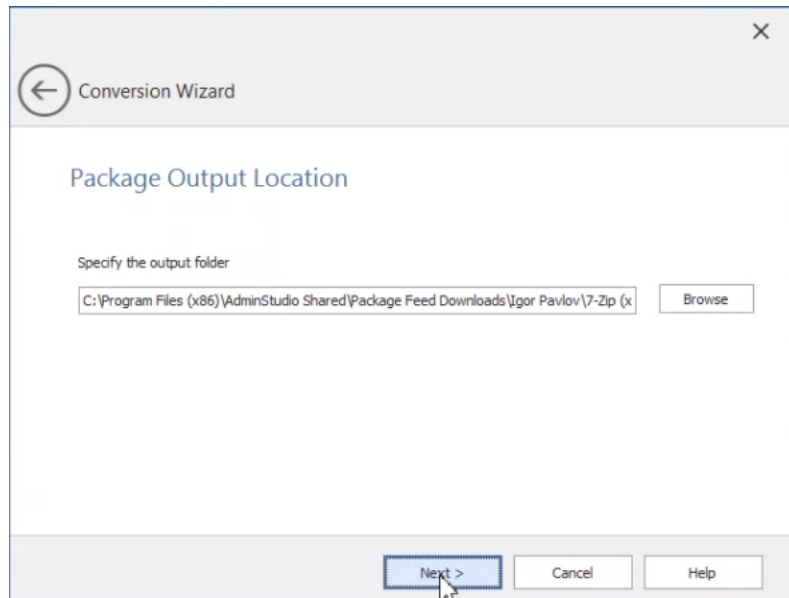 Conversion Wizard
Package Output Location
Specify the output folder
C:\Program Files (x86)\AdminStudio Shared\Package Feed Downloads\Igor Pavlov\7-Zip (x
Browse
Next >
Cancel
Help